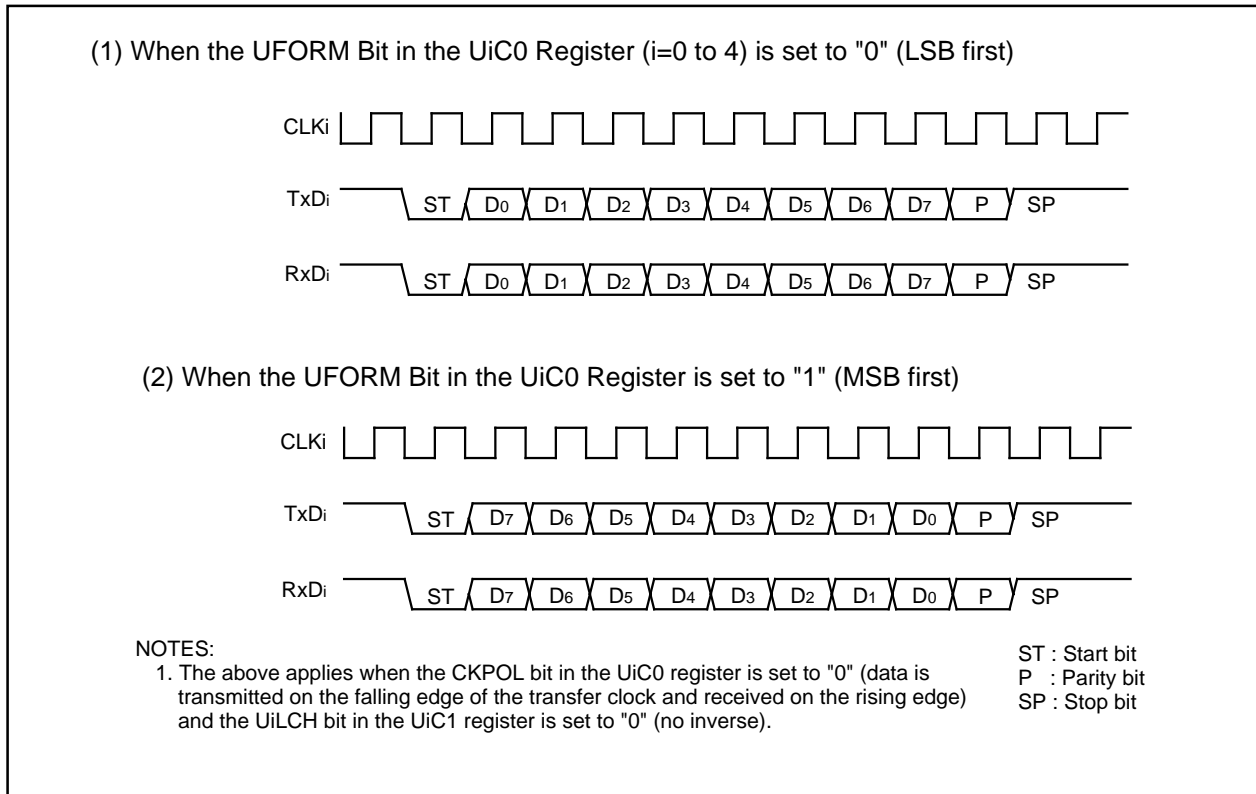 (1) When the UFORM Bit in the UiC0 Register (i=0 to 4) is set to "0" (LSB first)
CLKi
TxDi ST D0 D1 D2 D3 D4 D5 D6 D7 P SP
RxDi ST D0 D1 D2 D3 D4 D5 D6 D7 P SP
(2) When the UFORM Bit in the UiC0 Register is set to "1" (MSB first)
CLKi
TxDi ST D7 D6 D5 D4 D3 D2 D1 D0 P SP
RxDi ST D7 D6 D5 D4 D3 D2 D1 D0 P SP
NOTES:
1. The above applies when the CKPOL bit in the UiC0 register is set to "0" (data is
transmitted on the falling edge of the transfer clock and received on the rising edge)
and the UiLCH bit in the UiC1 register is set to "0" (no inverse).
ST : Start bit
P : Parity bit
SP : Stop bit